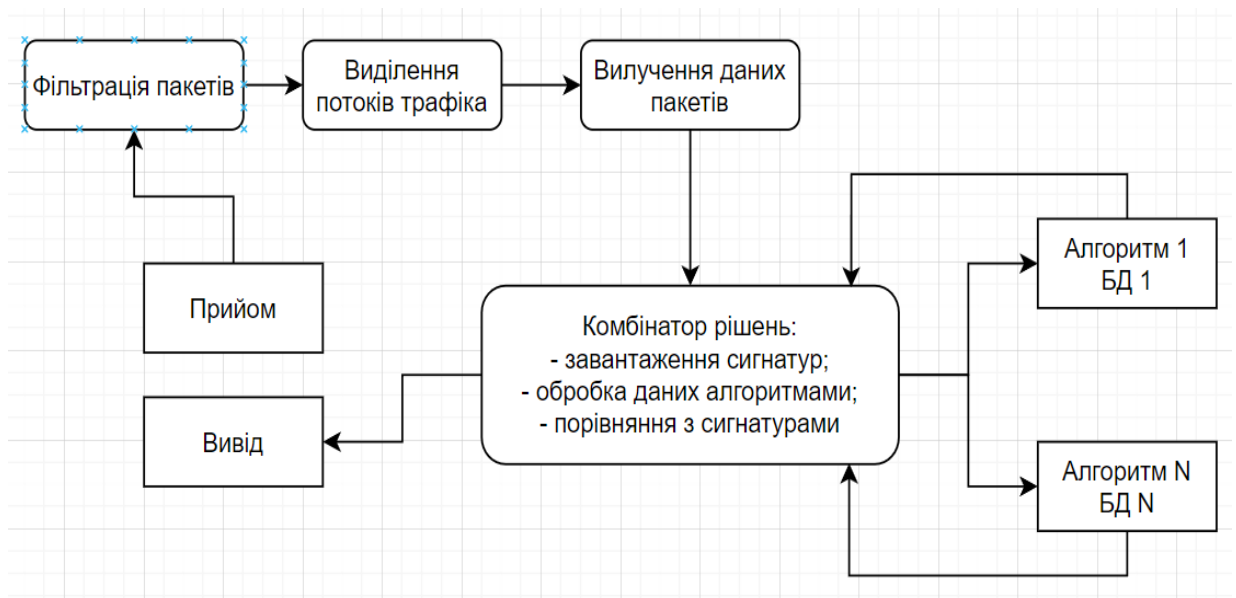 Фільтрація пакетів
Виділення
потоків трафіка
Вилучення даних
пакетів
Прийом
Вивід
Комбінатор рішень:
- завантаження сигнатур;
- обробка даних алгоритмами;
- порівняння з сигнатурами
Алгоритм 1
БД 1
Алгоритм N
БД N